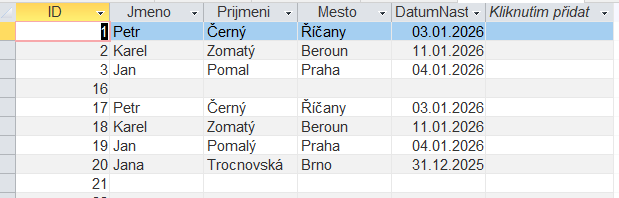 ID Jmeno Prijmeni Mesto DatumNast Kliknutím přidat
1 Petr Černý Říčany 03.01.2026
2 Karel Zomatý Beroun 11.01.2026
3 Jan Pomal Praha 04.01.2026
16
17 Petr Černý Říčany 03.01.2026
18 Karel Zomatý Beroun 11.01.2026
19 Jan Pomalý Praha 04.01.2026
20 Jana Trocnovská Brno 31.12.2025
21